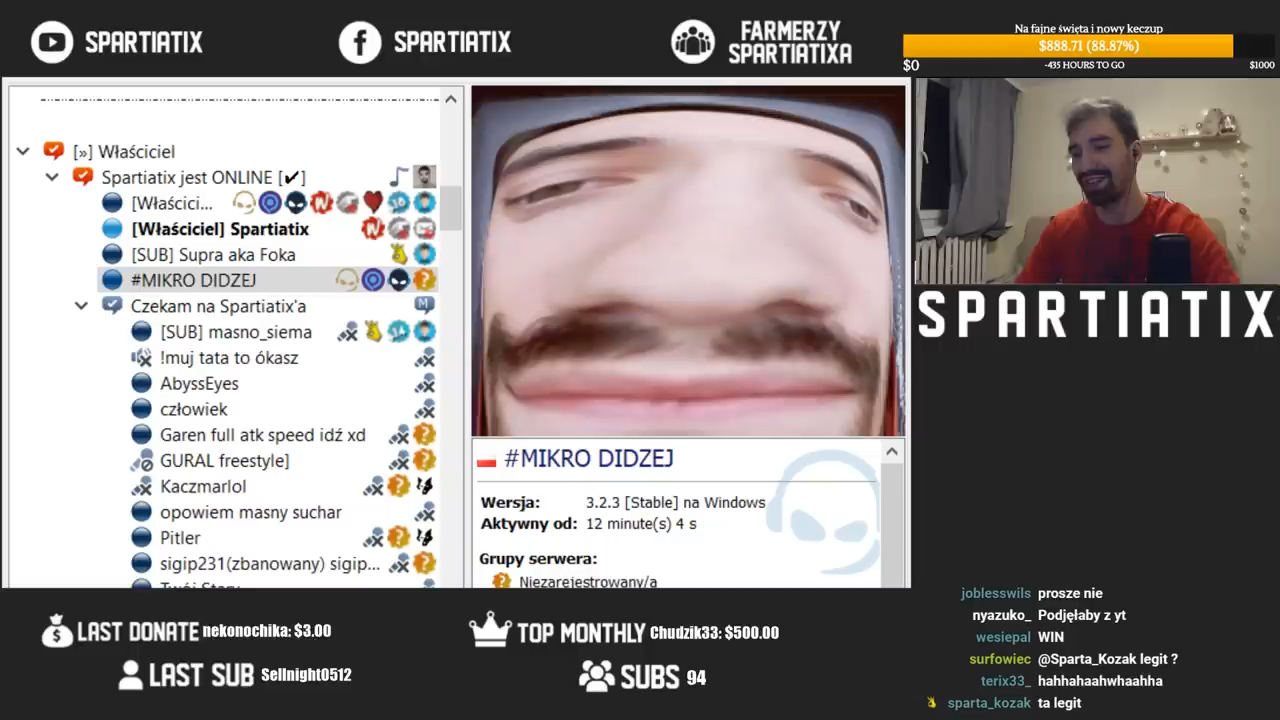 SPARTIATIX
SPARTIATIX
FARMERZY
SPARTIATIXA
Na fajne święta i nowy keczup
$888.71 (88.87%)
$0
-435 HOURS TO GO
$1000
[»] Właściciel
Spartiatix jest ONLINE [✔]
[Właścici...
[Właściciel] Spartiatix
[SUB] Supra aka Foka
#MIKRO DIDZEJ
Czekam na Spartiatix'a
[SUB] masno_siema
!muj tata to ókasz
AbyssEyes
człowiek
Garen full atk speed idź xd
GURAL freestyle]
Kaczmarlol
opowiem masny suchar
Pitler
sigip231(zbanowany) sigip...
#MIKRO DIDZEJ
Wersja: 3.2.3 [Stable] na Windows
Aktywny od: 12 minute(s) 4 s
Grupy serwera:
Niezarejestrowany/a
SPARTIATIX
joblesswils prosze nie
nyazuko_ Podjęłaby z yt
wesiepal WIN
surfowiec @Sparta_Kozak legit ?
terix33_ hahhahaahwhaahha
sparta_kozak ta legit
LAST DONATE nekonochika: $3.00
LAST SUB Sellnight0512
TOP MONTHLY Chudzik33: $500.00
SUBS 94